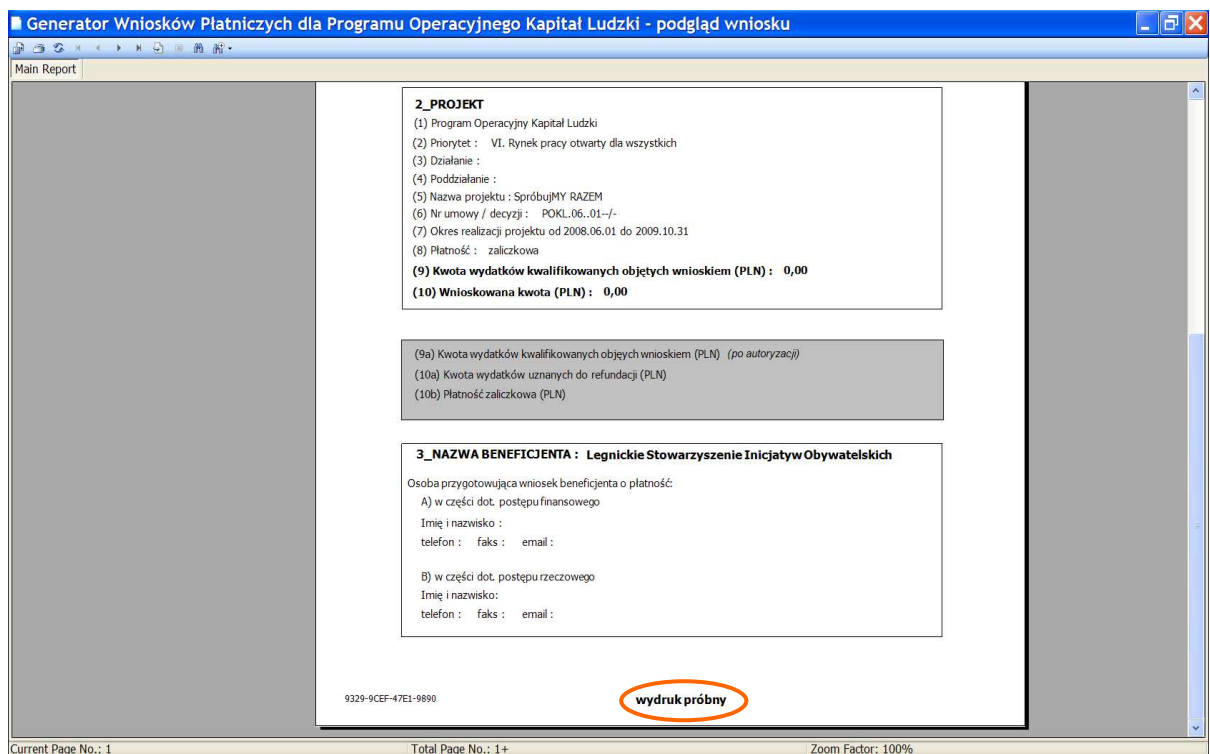 Generator Wniosków Płatniczych dla Programu Operacyjnego Kapitał Ludzki - podgląd wniosku
Main Report
2_PROJEKT
(1) Program Operacyjny Kapitał Ludzki
(2) Priorytet : VI. Rynek pracy otwarty dla wszystkich
(3) Działanie :
(4) Poddziałanie :
(5) Nazwa projektu : SpróbujMY RAZEM
(6) Nr umowy / decyzji : POKL.06..01--/-
(7) Okres realizacji projektu od 2008.06.01 do 2009.10.31
(8) Płatność : zaliczkowa
(9) Kwota wydatków kwalifikowanych objętych wnioskiem (PLN) : 0,00
(10) Wnioskowana kwota (PLN) : 0,00
(9a) Kwota wydatków kwalifikowanych objęych wnioskiem (PLN) (po autoryzacji)
(10a) Kwota wydatków uznanych do refundacji (PLN)
(10b) Płatność zaliczkowa (PLN)
3_NAZWA BENEFICJENTA : Legnickie Stowarzyszenie Inicjatyw Obywatelskich
Osoba przygotowująca wniosek beneficjenta o płatność:
A) w części dot. postępu finansowego
Imię i nazwisko :
telefon : faks : email :
B) w części dot. postępu rzeczowego
Imię i nazwisko:
telefon : faks : email :
9329-9CEF-47E1-9890 wydruk próbny
Current Page No.: 1 Total Page No.: 1+ Zoom Factor: 100%